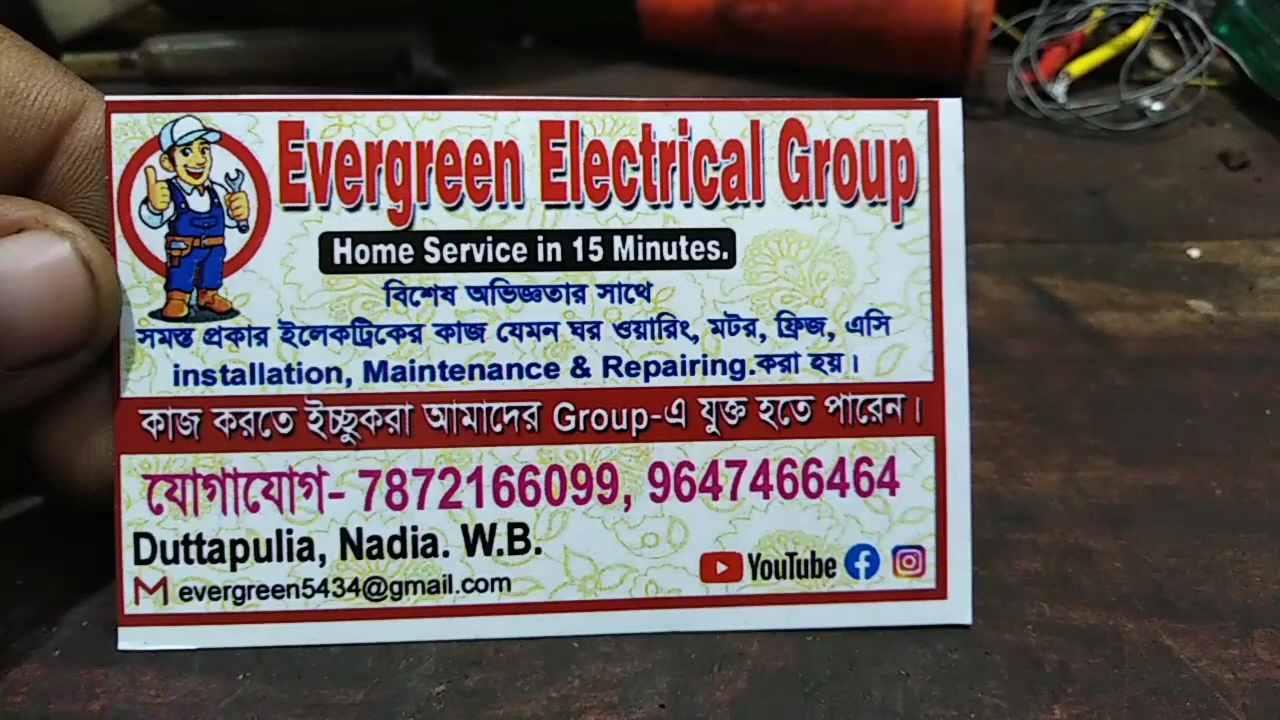 Evergreen Electrical Group
Home Service in 15 Minutes.
বিশেষ অভিজ্ঞতার সাথে
সমস্ত প্রকার ইলেকট্রিকের কাজ যেমন ঘর ওয়ারিং, মটর, ফ্রিজ, এসি
installation, Maintenance & Repairing.করা হয়।
কাজ করতে ইচ্ছুকরা আমাদের Group-এ যুক্ত হতে পারেন।
যোগাযোগ- 7872166099, 9647466464
Duttapulia, Nadia. W.B.
evergreen5434@gmail.com
YouTube